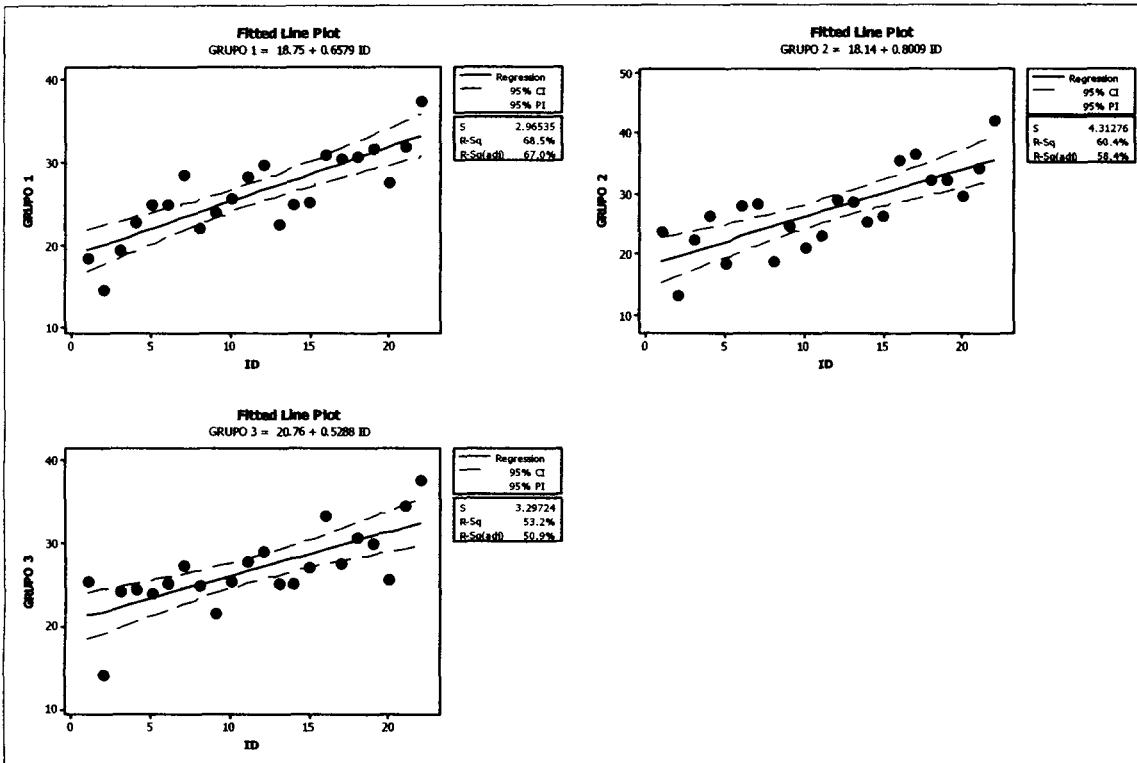 Fitted Line Plot
GRUPO 1 = 18.75 + 0.6579 ID
40
30
20
10
GRUPO 1
0 5 10 15 20
ID
Regression
95% CI
95% PI
S 2.96535
R-Sq 68.5%
R-Sq(adj) 67.0%
Fitted Line Plot
GRUPO 2 = 18.14 + 0.8009 ID
50
40
30
20
10
GRUPO 2
0 5 10 15 20
ID
Regression
95% CI
95% PI
S 4.31276
R-Sq 60.4%
R-Sq(adj) 58.4%
Fitted Line Plot
GRUPO 3 = 20.76 + 0.5288 ID
40
30
20
10
GRUPO 3
0 5 10 15 20
ID
Regression
95% CI
95% PI
S 3.29724
R-Sq 53.2%
R-Sq(adj) 50.9%